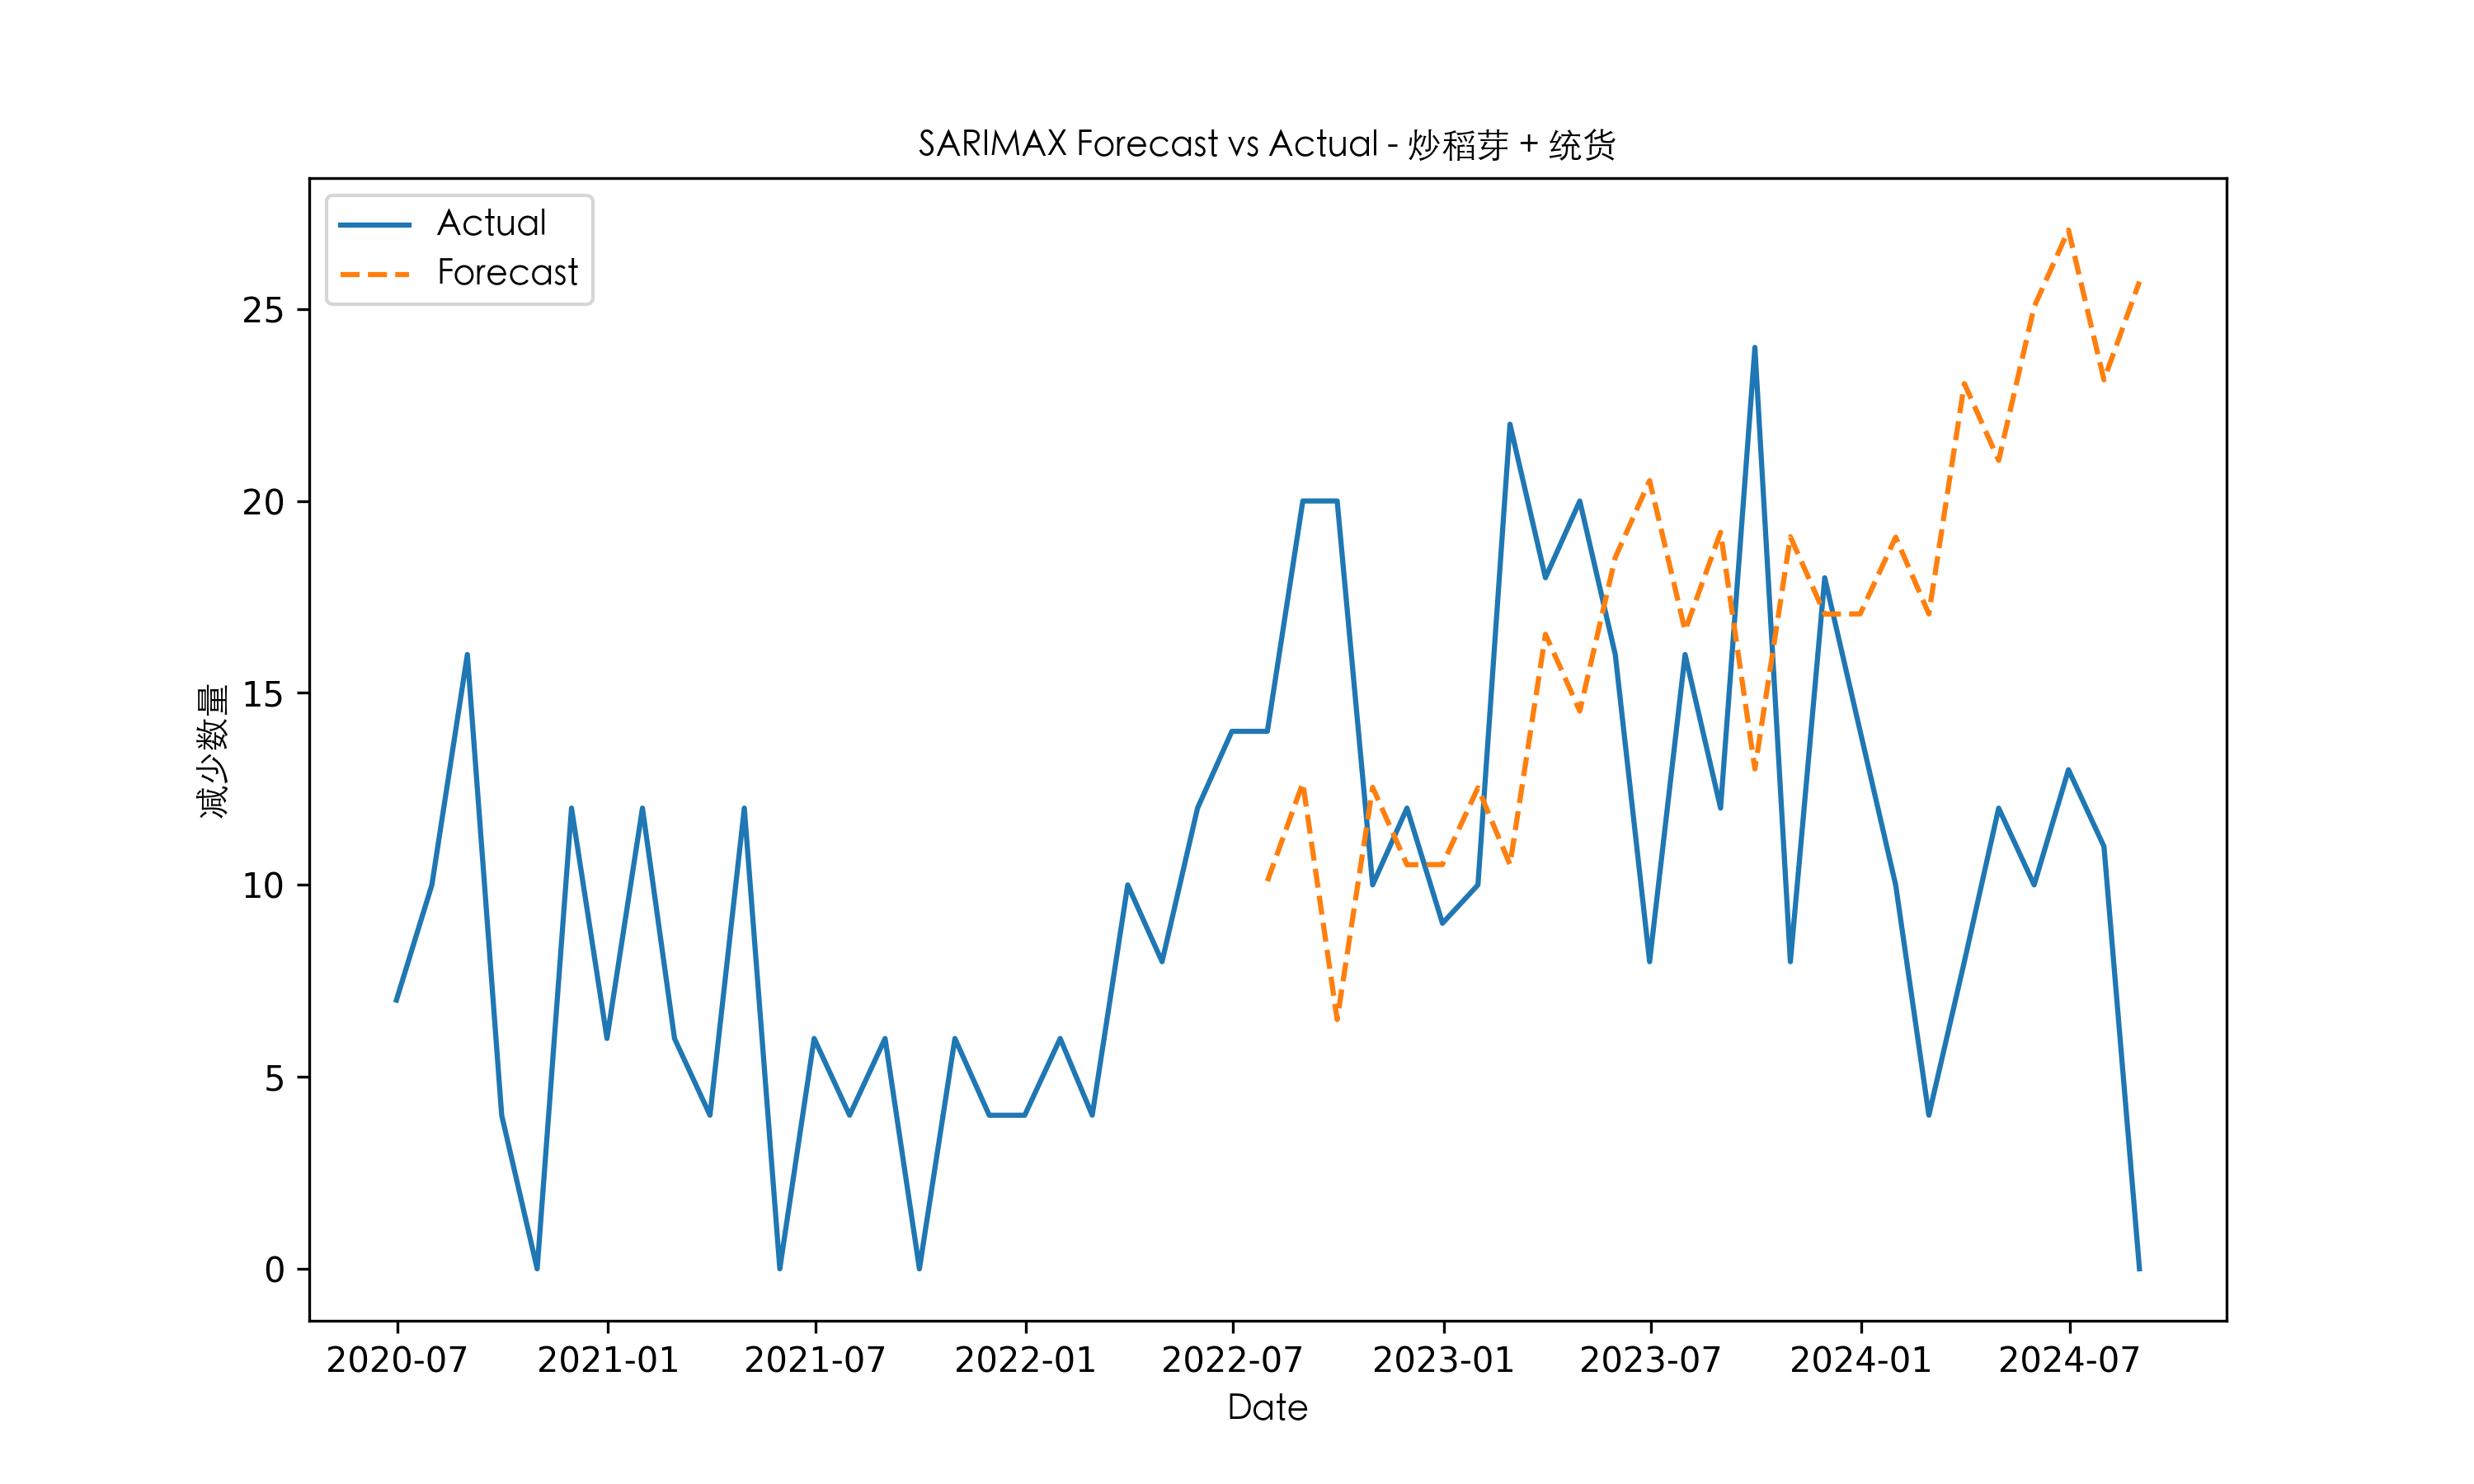 SARIMAX Forecast vs Actual - 炒稻芽 + 统货
Actual
Forecast
减少数量
25
20
15
10
5
0
2020-07 2021-01 2021-07 2022-01 2022-07 2023-01 2023-07 2024-01 2024-07
Date